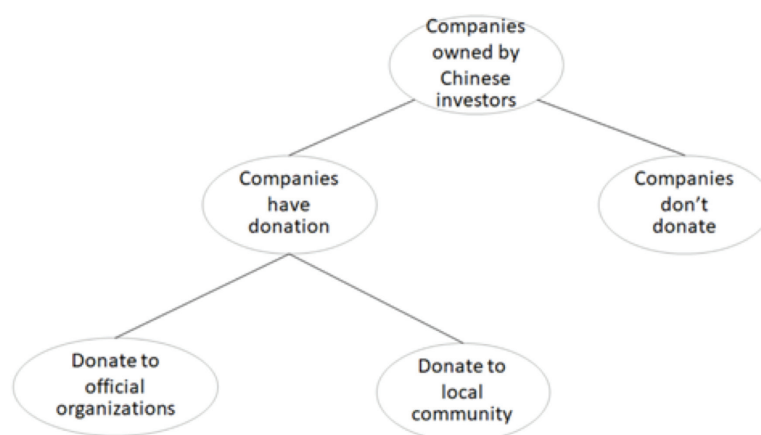 Companies
owned by
Chinese
investors
Companies
have
donation
Companies
don't
donate
Donate to
official
organizations
Donate to
local
community